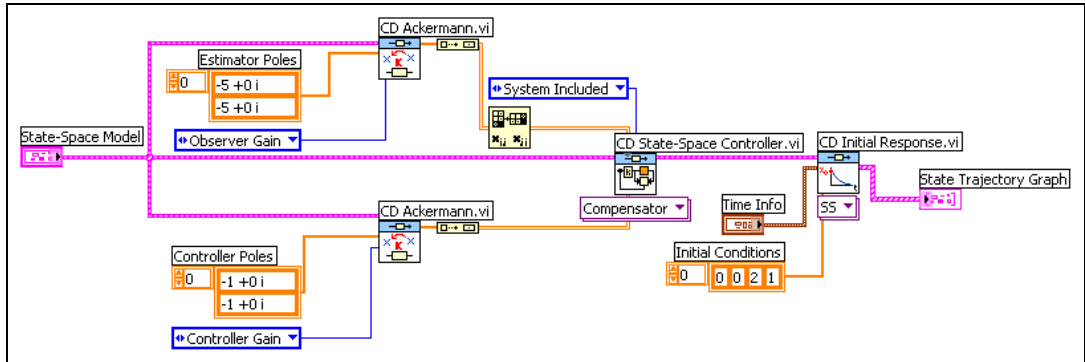 CD Ackermann.vi
Estimator Poles
0
-5 +0 i
-5 +0 i
System Included
Observer Gain
State-Space Model
CD State-Space Controller.vi
CD Initial Response.vi
State Trajectory Graph
Compensator
Time Info
SS
CD Ackermann.vi
Controller Poles
0
-1 +0 i
-1 +0 i
Initial Conditions
0
0 0 2 1
Controller Gain